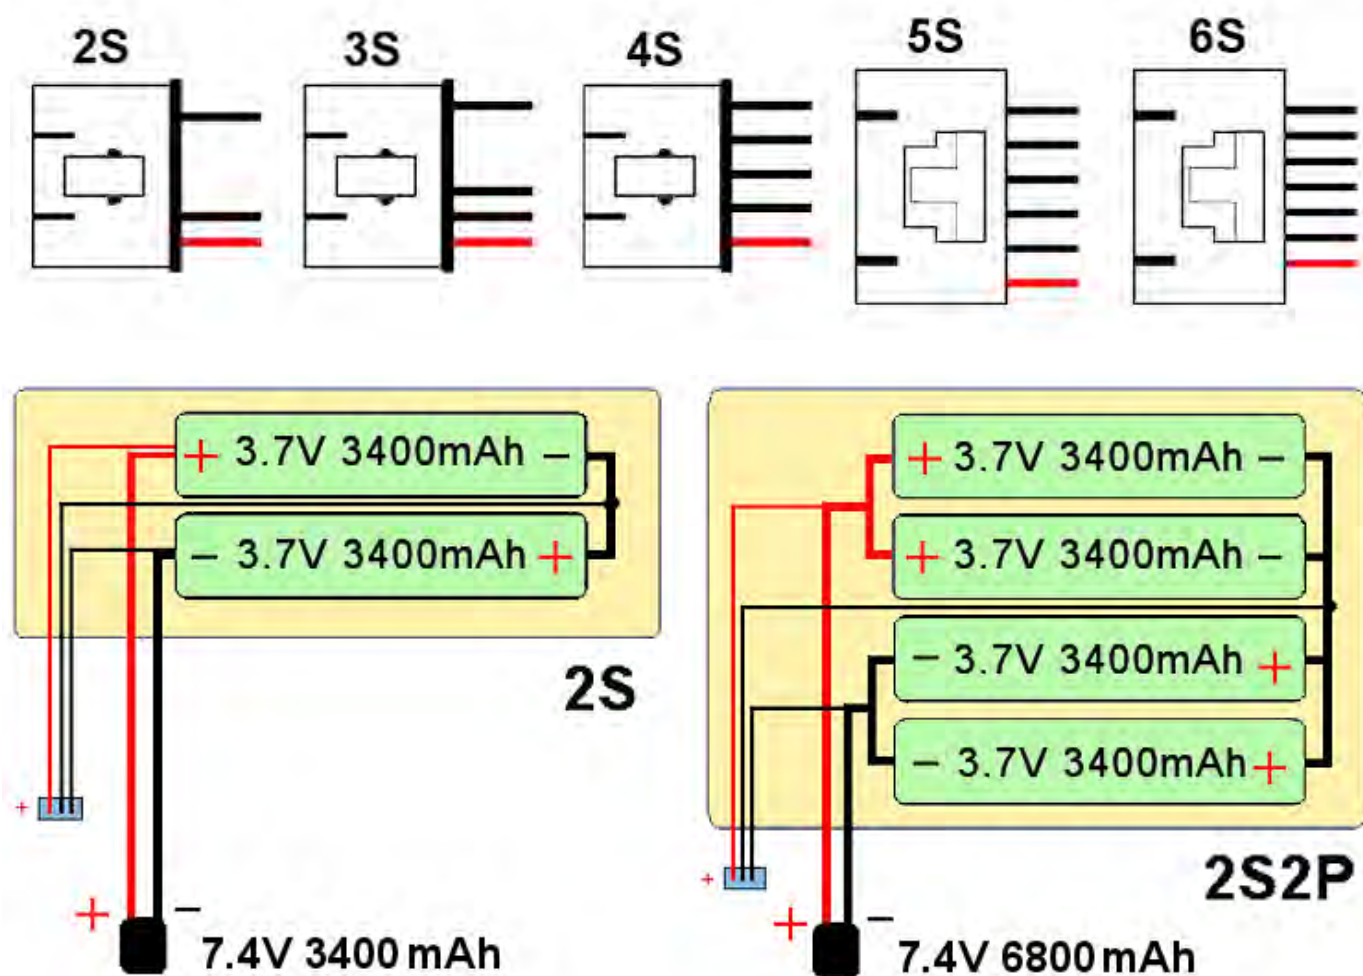 2S
3S
4S
5S
6S
+ 3.7V 3400mAh −
− 3.7V 3400mAh +
2S
+
+ −
7.4V 3400 mAh
+ 3.7V 3400mAh −
+ 3.7V 3400mAh −
− 3.7V 3400mAh +
− 3.7V 3400mAh +
2S2P
+
+ −
7.4V 6800 mAh